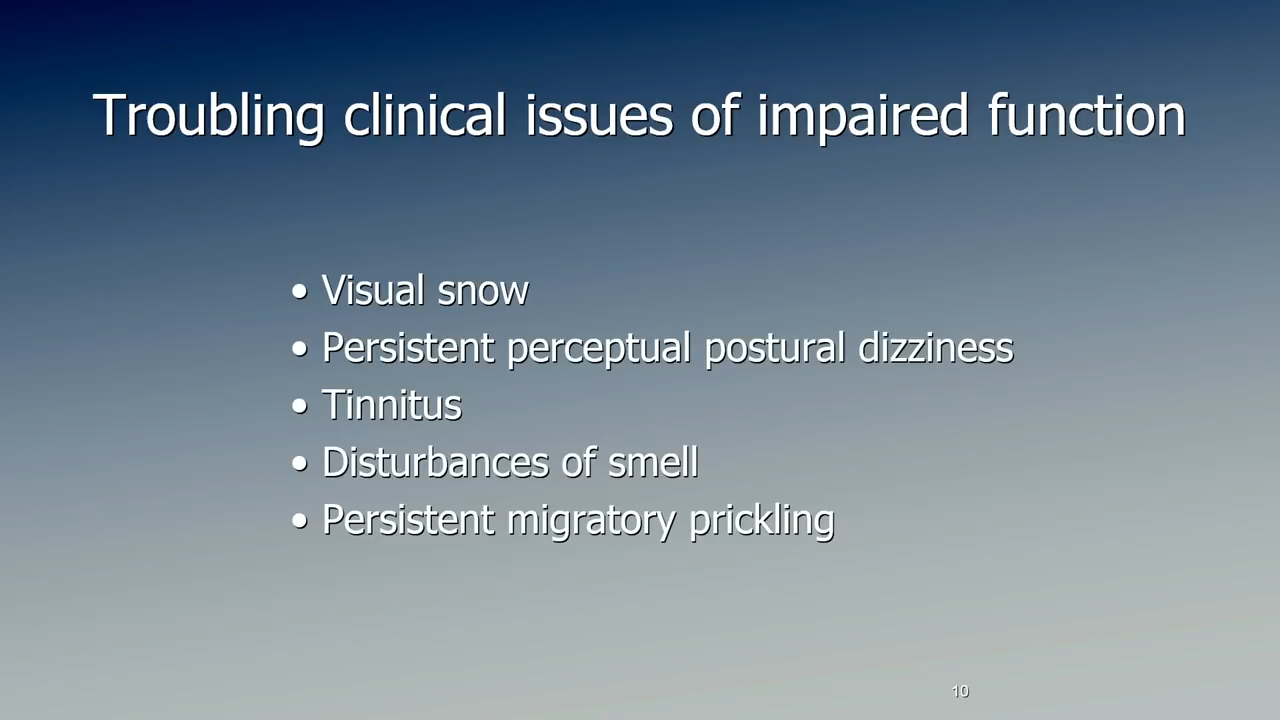 Troubling clinical issues of impaired function
• Visual snow
• Persistent perceptual postural dizziness
• Tinnitus
• Disturbances of smell
• Persistent migratory prickling
10